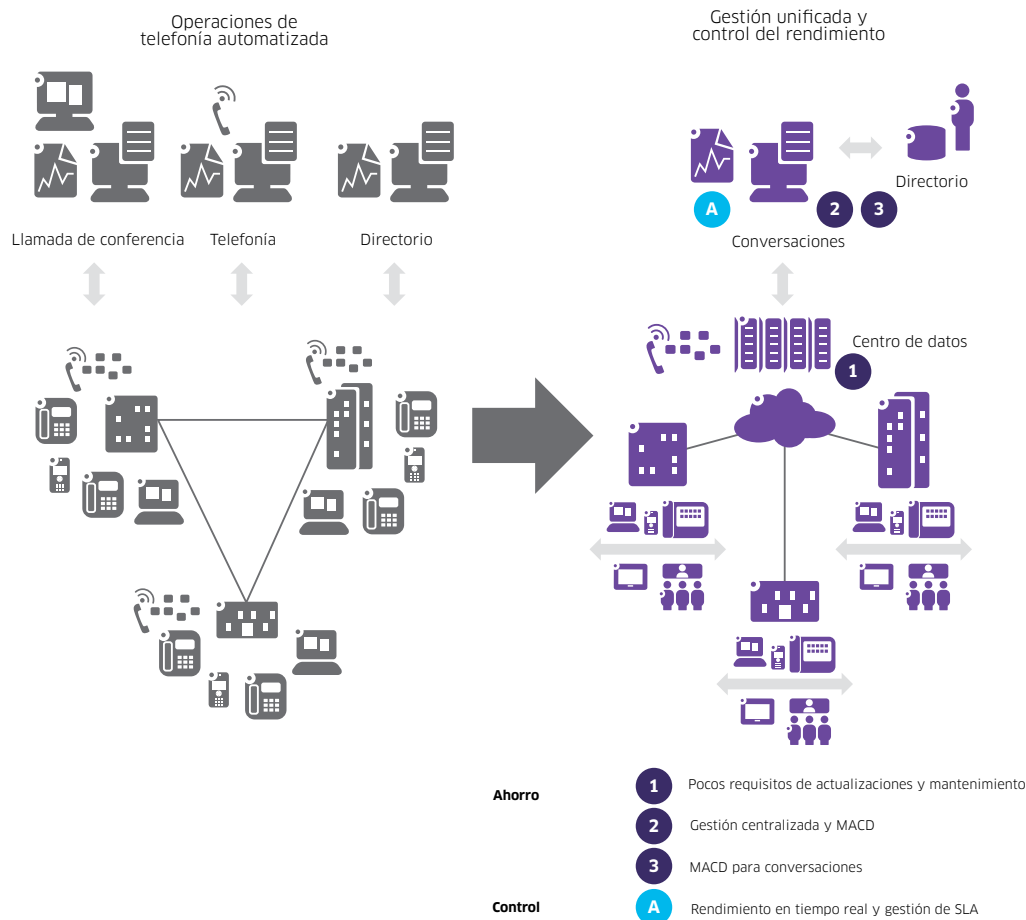 Operaciones de
telefonía automatizada
Gestión unificada y
control del rendimiento
Llamada de conferencia
Telefonía
Directorio
Directorio
A
2
3
Conversaciones
Centro de datos
1
Ahorro
1
Pocos requisitos de actualizaciones y mantenimiento
2
Gestión centralizada y MACD
3
MACD para conversaciones
Control
A
Rendimiento en tiempo real y gestión de SLA